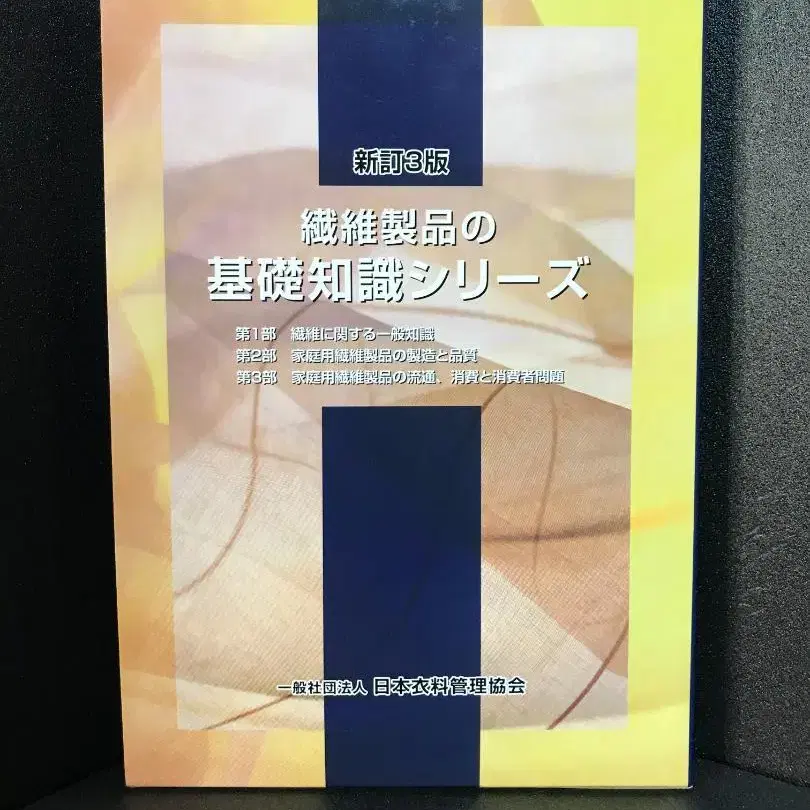 新訂3版
繊維製品の
基礎知識シリーズ
第1部 繊維に関する一般知識
第2部 家庭用繊維製品の製造と品質
第3部 家庭用繊維製品の流通、消費と消費者問題
一般社団法人 日本衣料管理協会